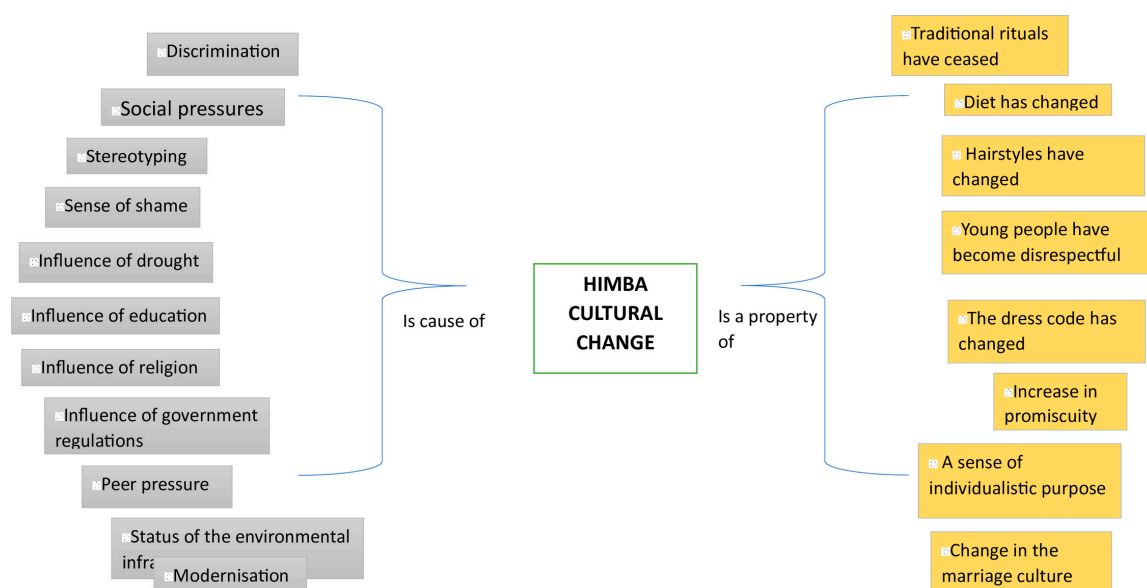 Discrimination
Social pressures
Stereotyping
Sense of shame
Influence of drought
Influence of education
Influence of religion
Influence of government
regulations
Peer pressure
Status of the environmental
Modernisation
Is cause of
HIMBA
CULTURAL
CHANGE
Is a property
of
Traditional rituals
have ceased
Diet has changed
Hairstyles have
changed
Young people have
become disrespectful
The dress code has
changed
Increase in
promiscuity
A sense of
individualistic purpose
Change in the
marriage culture